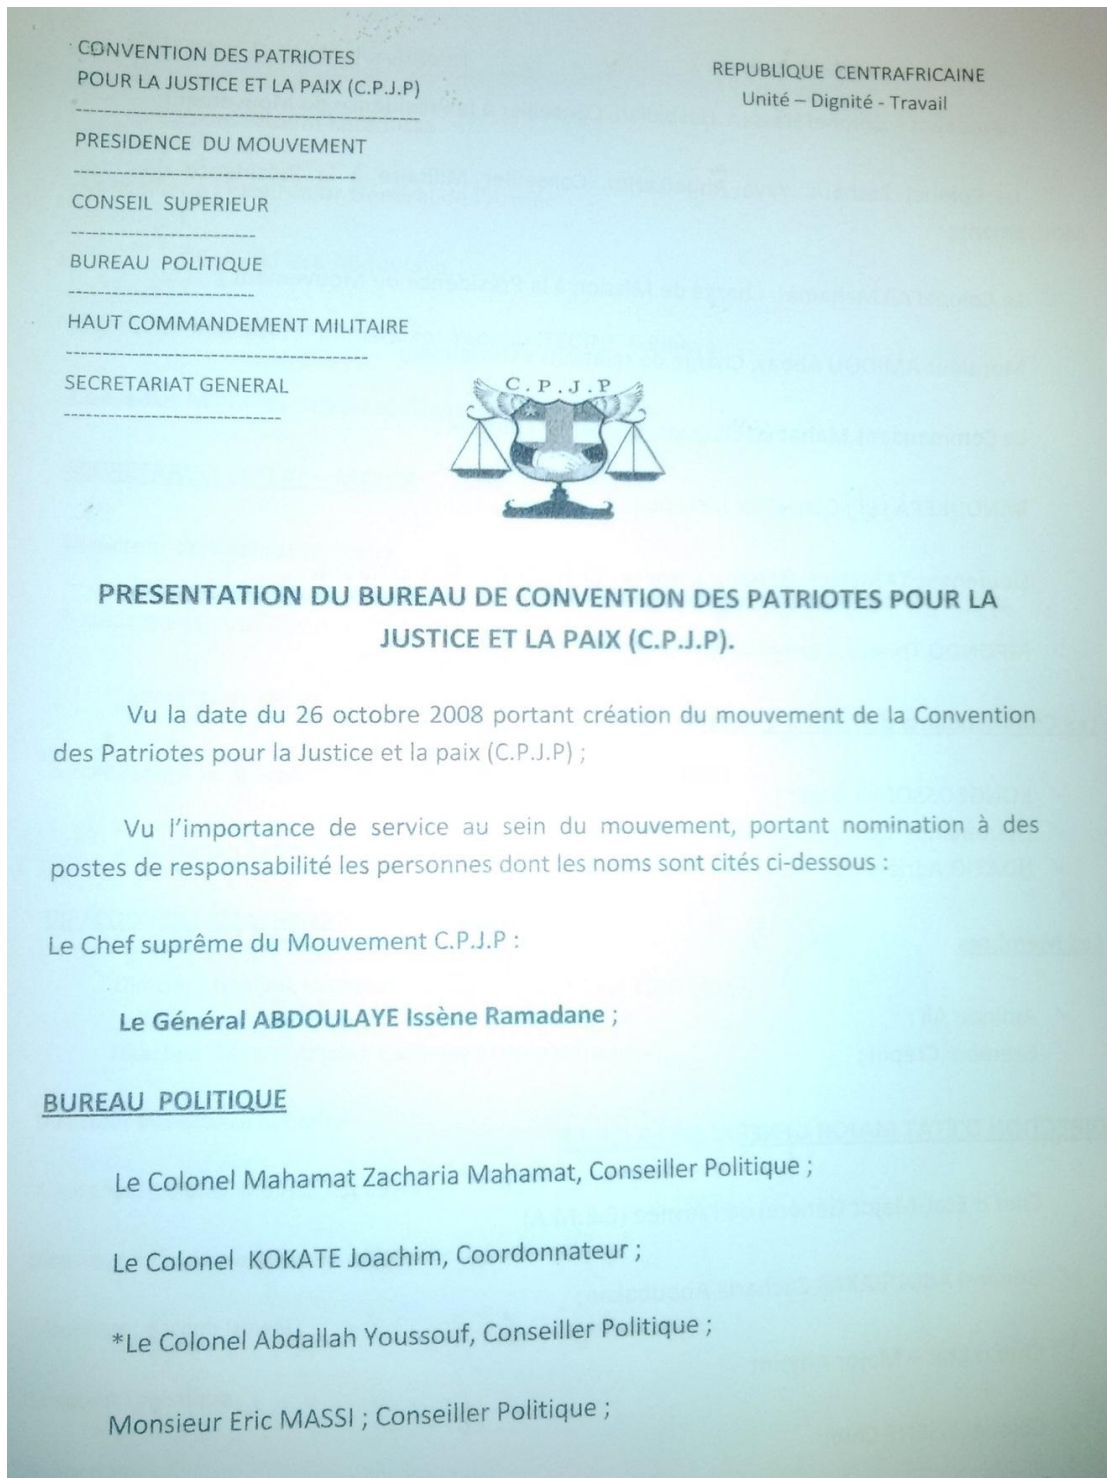 CONVENTION DES PATRIOTES
POUR LA JUSTICE ET LA PAIX (C.P.J.P)
------------------------------------------------
PRESIDENCE DU MOUVEMENT
---------------------------------------
CONSEIL SUPERIEUR
-------------------------
BUREAU POLITIQUE
-------------------------
HAUT COMMANDEMENT MILITAIRE
-----------------------------------------
SECRETARIAT GENERAL
-----------------------------
REPUBLIQUE CENTRAFRICAINE
Unité – Dignité - Travail
C.P.J.P
PRESENTATION DU BUREAU DE CONVENTION DES PATRIOTES POUR LA
JUSTICE ET LA PAIX (C.P.J.P).
Vu la date du 26 octobre 2008 portant création du mouvement de la Convention
des Patriotes pour la Justice et la paix (C.P.J.P) ;
Vu l'importance de service au sein du mouvement, portant nomination à des
postes de responsabilité les personnes dont les noms sont cités ci-dessous :
Le Chef suprême du Mouvement C.P.J.P :
Le Général ABDOULAYE Issène Ramadane ;
BUREAU POLITIQUE
Le Colonel Mahamat Zacharia Mahamat, Conseiller Politique ;
Le Colonel KOKATE Joachim, Coordonnateur ;
*Le Colonel Abdallah Youssouf, Conseiller Politique ;
Monsieur Eric MASSI ; Conseiller Politique ;